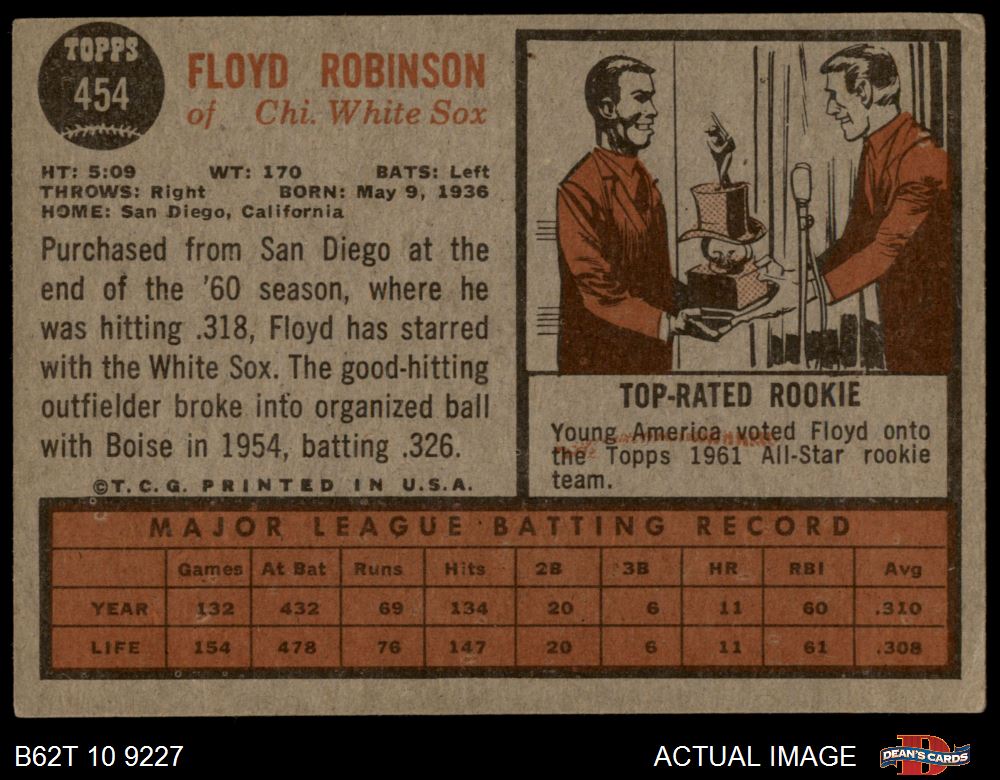 TOPPS
454
FLOYD ROBINSON
of Chi. White Sox
HT: 5:09 WT: 170 BATS: Left
THROWS: Right BORN: May 9, 1936
HOME: San Diego, California
Purchased from San Diego at the
end of the '60 season, where he
was hitting .318, Floyd has starred
with the White Sox. The good-hitting
outfielder broke into organized ball
with Boise in 1954, batting .326.
©T.C.G. PRINTED IN U.S.A.
TOP-RATED ROOKIE
Young America voted Floyd onto
the Topps 1961 All-Star rookie
team.
MAJOR LEAGUE BATTING RECORD
Games At Bat Runs Hits 2B 3B HR RBI Avg
YEAR 132 432 69 134 20 6 11 60 .310
LIFE 154 478 76 147 20 6 11 61 .308
B62T 10 9227 ACTUAL IMAGE DEAN'S CARDS